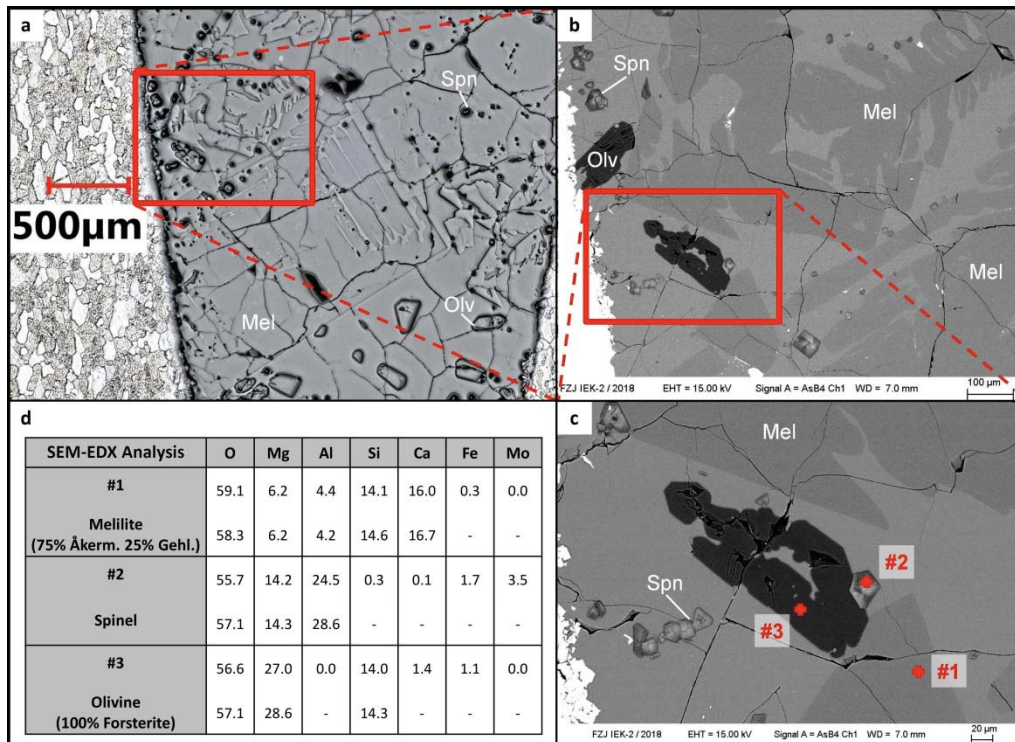 a
Spn
500µm
Mel
Olv
b
Spn
Olv
Mel
Mel
FZJ IEK-2 / 2018 EHT = 15.00 kV Signal A = AsB4 Ch1 WD = 7.0 mm 100 µm
d
SEM-EDX Analysis O Mg Al Si Ca Fe Mo
#1 59.1 6.2 4.4 14.1 16.0 0.3 0.0
Melilite
(75% Åkerm. 25% Gehl.) 58.3 6.2 4.2 14.6 16.7 - -
#2 55.7 14.2 24.5 0.3 0.1 1.7 3.5
Spinel 57.1 14.3 28.6 - - - -
#3 56.6 27.0 0.0 14.0 1.4 1.1 0.0
Olivine
(100% Forsterite) 57.1 28.6 - 14.3 - - -
c
Mel
#2
Spn
#3
#1
FZJ IEK-2 / 2018 EHT = 15.00 kV Signal A = AsB4 Ch1 WD = 7.0 mm 20 µm